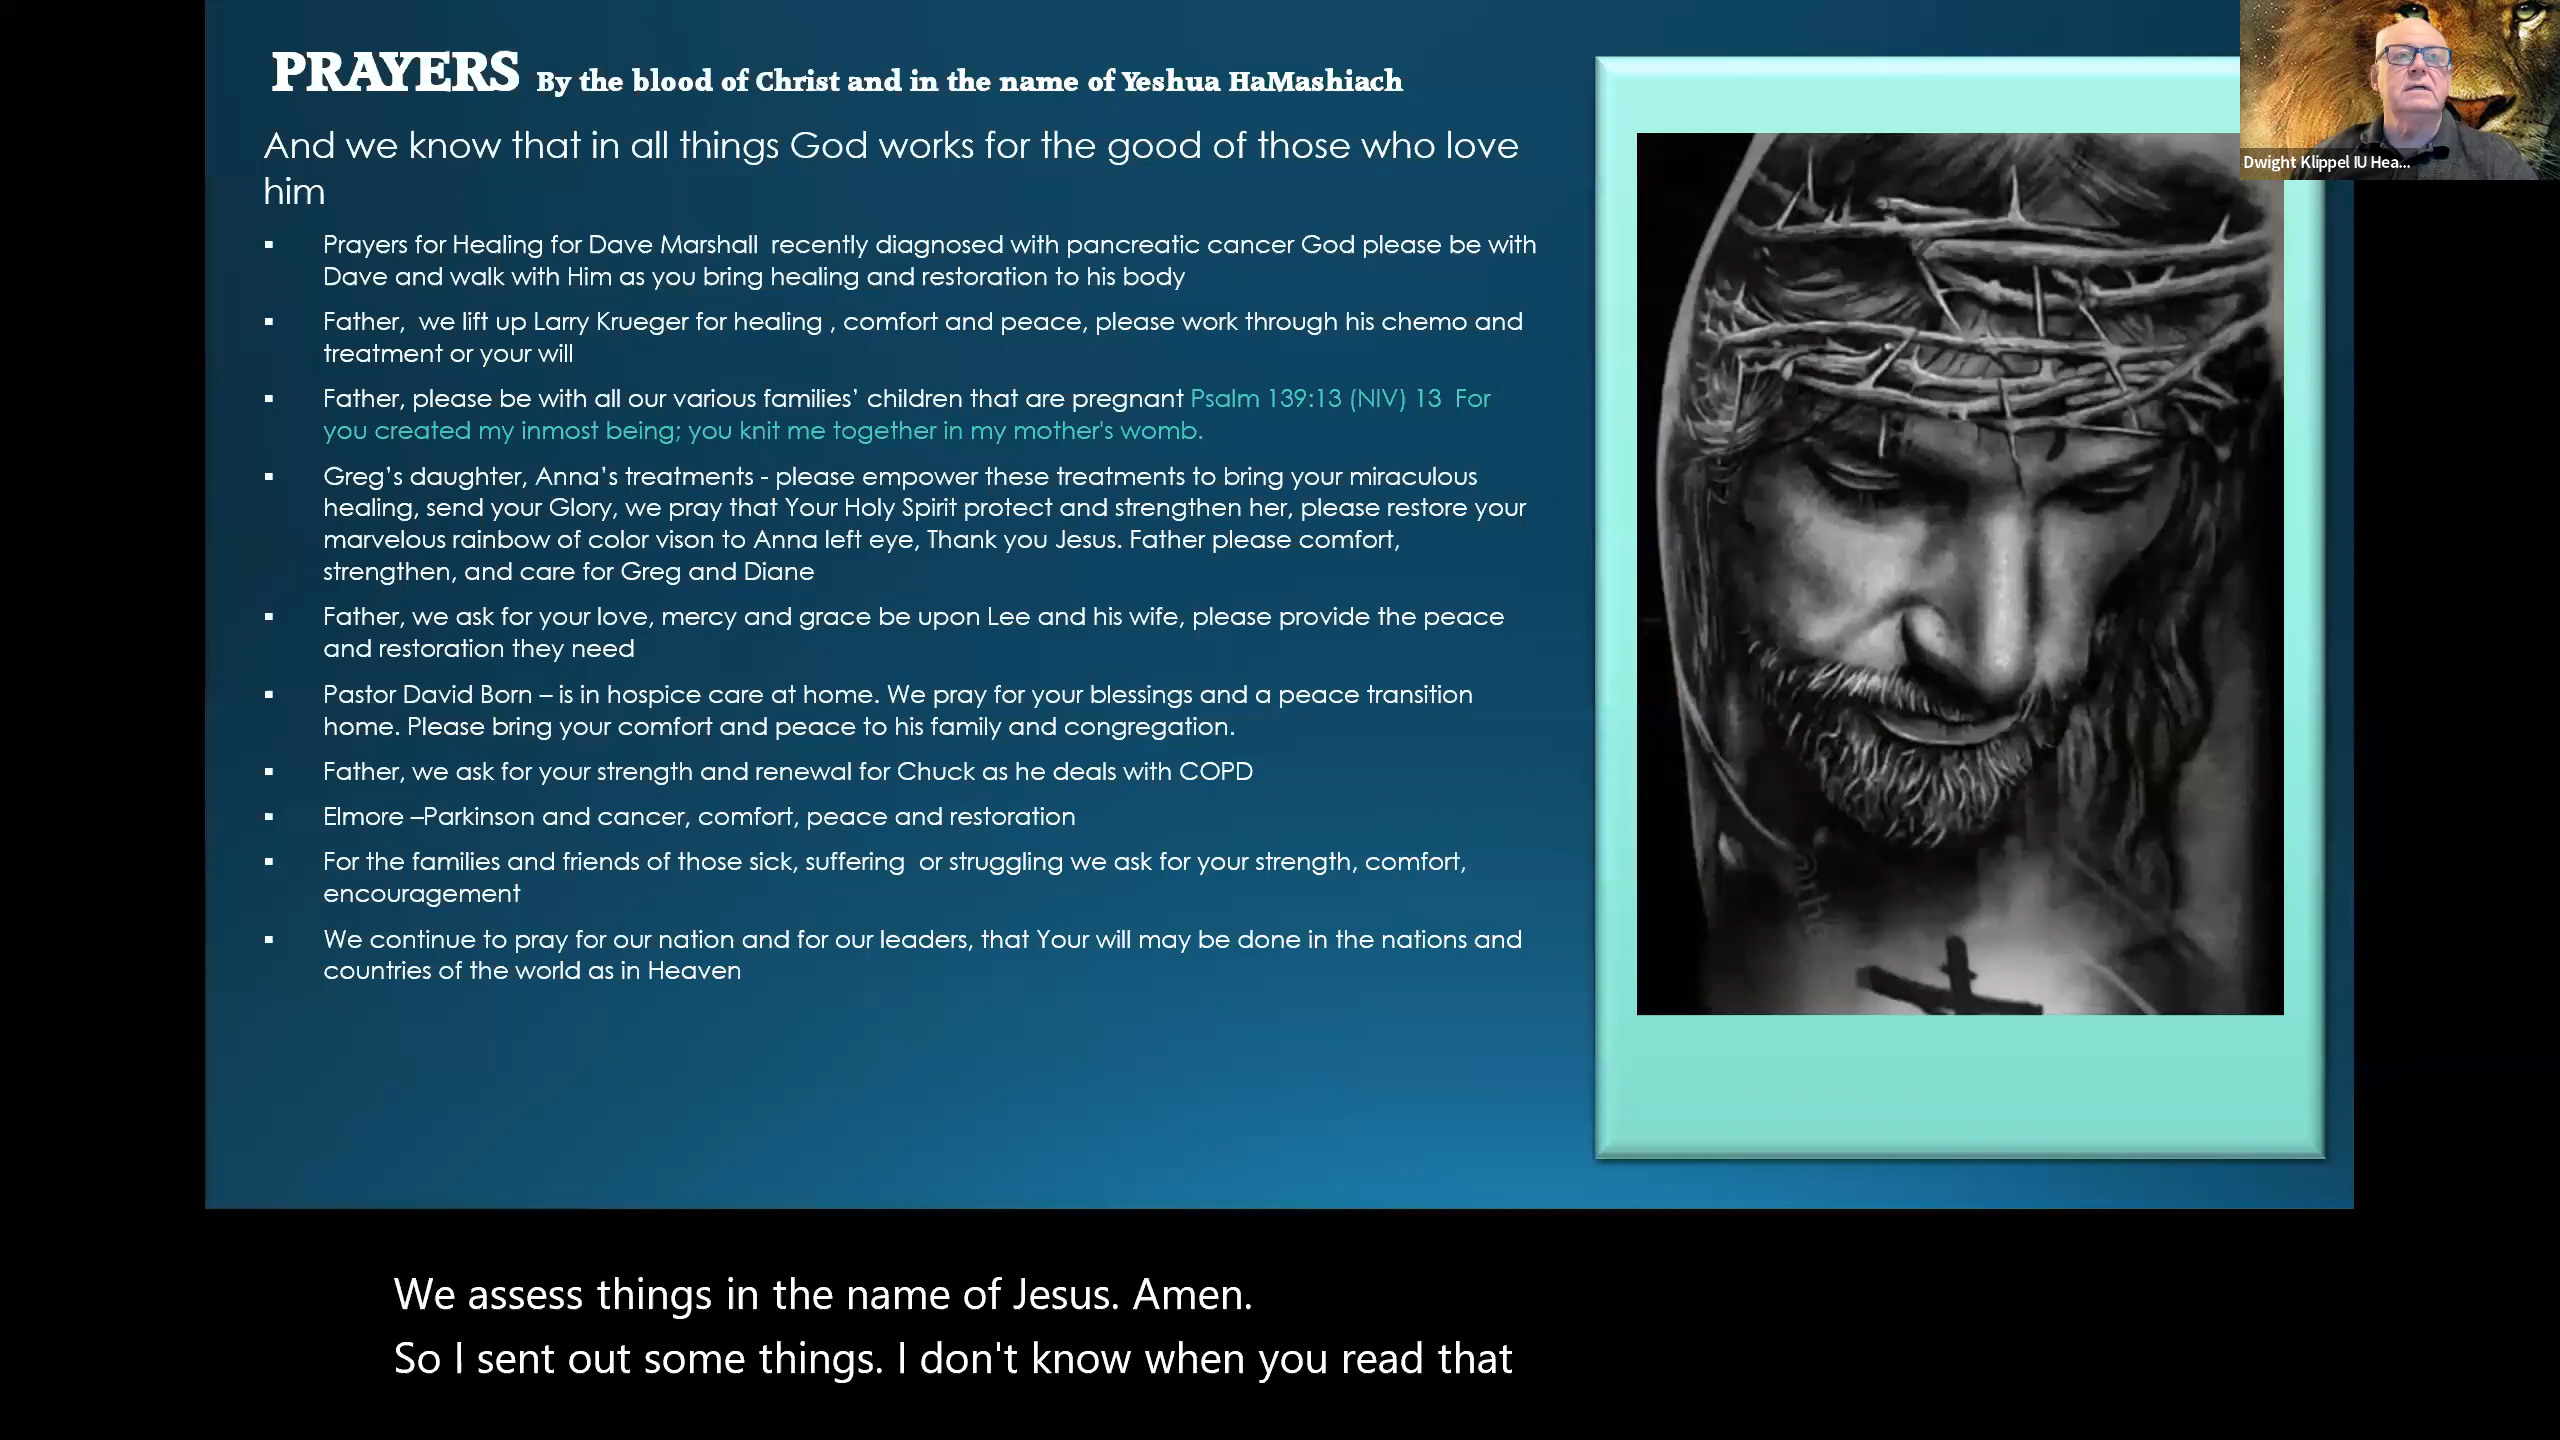 PRAYERS By the blood of Christ and in the name of Yeshua HaMashiach
And we know that in all things God works for the good of those who love
him
▪ Prayers for Healing for Dave Marshall  recently diagnosed with pancreatic cancer God please be with
Dave and walk with Him as you bring healing and restoration to his body
▪ Father,  we lift up Larry Krueger for healing , comfort and peace, please work through his chemo and
treatment or your will
▪ Father, please be with all our various families’ children that are pregnant Psalm 139:13 (NIV) 13  For
you created my inmost being; you knit me together in my mother's womb.
▪ Greg’s daughter, Anna’s treatments - please empower these treatments to bring your miraculous
healing, send your Glory, we pray that Your Holy Spirit protect and strengthen her, please restore your
marvelous rainbow of color vison to Anna left eye, Thank you Jesus. Father please comfort,
strengthen, and care for Greg and Diane
▪ Father, we ask for your love, mercy and grace be upon Lee and his wife, please provide the peace
and restoration they need
▪ Pastor David Born – is in hospice care at home. We pray for your blessings and a peace transition
home. Please bring your comfort and peace to his family and congregation.
▪ Father, we ask for your strength and renewal for Chuck as he deals with COPD
▪ Elmore –Parkinson and cancer, comfort, peace and restoration
▪ For the families and friends of those sick, suffering  or struggling we ask for your strength, comfort,
encouragement
▪ We continue to pray for our nation and for our leaders, that Your will may be done in the nations and
countries of the world as in Heaven
Dwight Klippel IU Hea...
We assess things in the name of Jesus. Amen.
So I sent out some things. I don't know when you read that